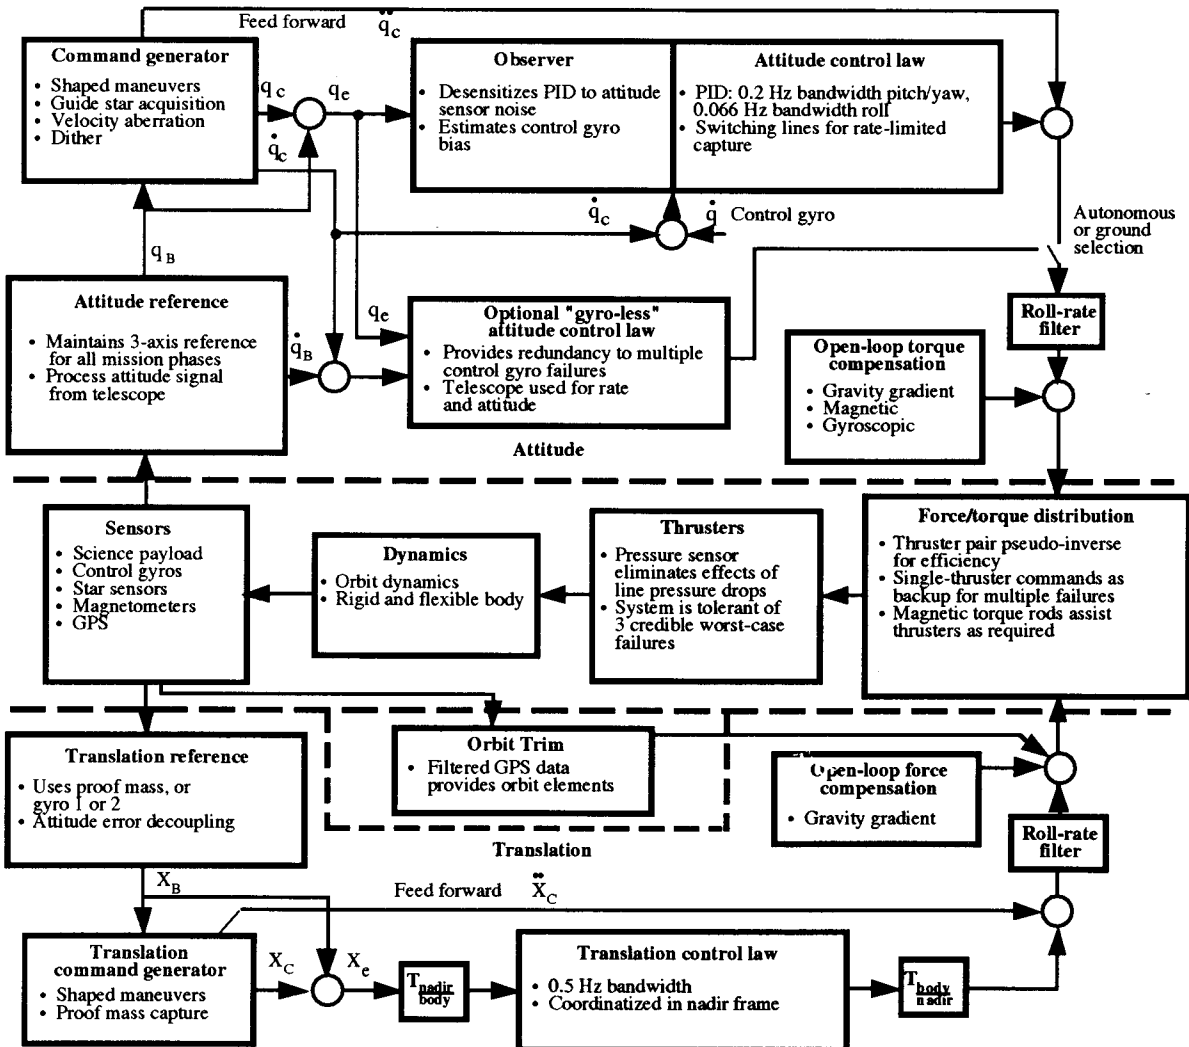 Feed forward q̈c
Command generator
• Shaped maneuvers
• Guide star acquisition
• Velocity aberration
• Dither
qc
qe
q̇c
Observer
• Desensitizes PID to attitude
sensor noise
• Estimates control gyro
bias
Attitude control law
• PID: 0.2 Hz bandwidth pitch/yaw,
0.066 Hz bandwidth roll
• Switching lines for rate-limited
capture
q̇c
q̇ Control gyro
Autonomous
or ground
selection
qB
Attitude reference
• Maintains 3-axis reference
for all mission phases
• Process attitude signal
from telescope
q̇B
qe
Optional "gyro-less"
attitude control law
• Provides redundancy to multiple
control gyro failures
• Telescope used for rate
and attitude
Attitude
Roll-rate
filter
Open-loop torque
compensation
• Gravity gradient
• Magnetic
• Gyroscopic
Sensors
• Science payload
• Control gyros
• Star sensors
• Magnetometers
• GPS
Dynamics
• Orbit dynamics
• Rigid and flexible body
Thrusters
• Pressure sensor
eliminates effects of
line pressure drops
• System is tolerant of
3 credible worst-case
failures
Force/torque distribution
• Thruster pair pseudo-inverse
for efficiency
• Single-thruster commands as
backup for multiple failures
• Magnetic torque rods assist
thrusters as required
Translation reference
• Uses proof mass, or
gyro 1 or 2
• Attitude error decoupling
Orbit Trim
• Filtered GPS data
provides orbit elements
Translation
Open-loop force
compensation
• Gravity gradient
Roll-rate
filter
XB
Feed forward ẌC
Translation
command generator
• Shaped maneuvers
• Proof mass capture
XC
Xe
Tnadir
body
Translation control law
• 0.5 Hz bandwidth
• Coordinatized in nadir frame
Tbody
nadir